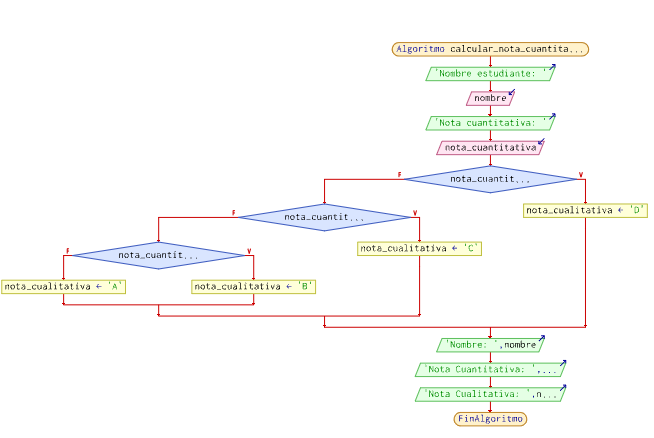 Algoritmo calcular_nota_cuantita...
'Nombre estudiante: '
nombre
'Nota cuantitativa: '
nota_cuantitativa
F nota_cuantit... V
nota_cualitativa ← 'D'
F nota_cuantit... V
nota_cualitativa ← 'C'
F nota_cuantit... V
nota_cualitativa ← 'A'
nota_cualitativa ← 'B'
'Nombre: ',nombre
'Nota Cuantitativa: ',...
'Nota Cualitativa: ',n...
FinAlgoritmo